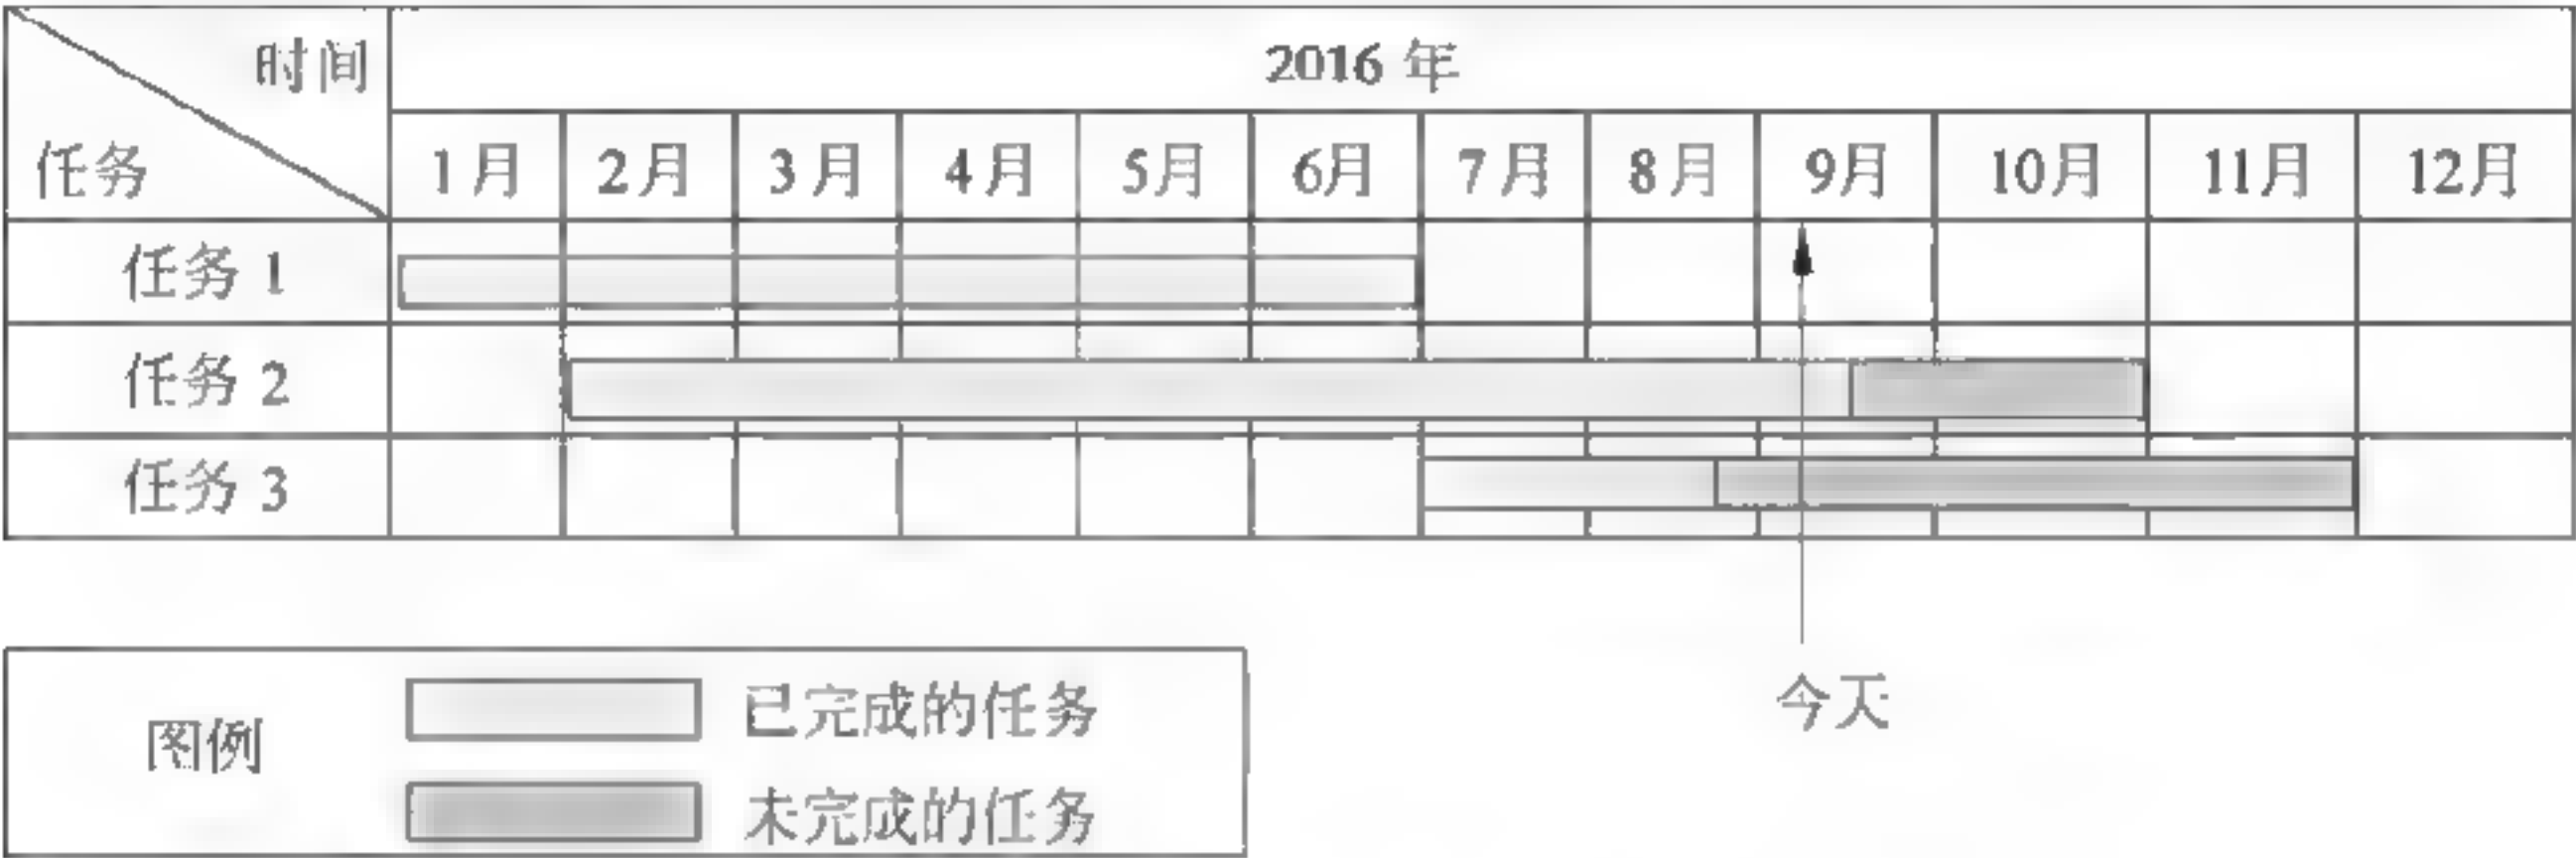 时间
2016 年
任务
1月 2月 3月 4月 5月 6月 7月 8月 9月 10月 11月 12月
任务 1
任务 2
任务 3
今天
图例
已完成的任务
未完成的任务